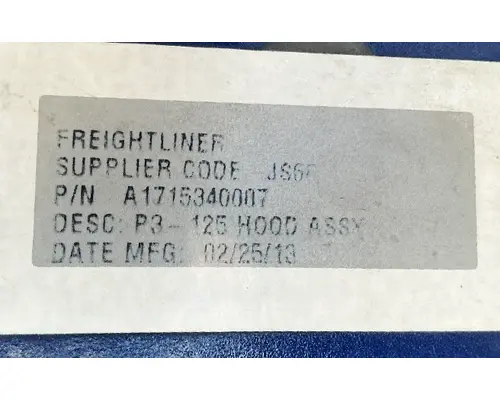 FREIGHTLINER
SUPPLIER CODE
P/N A1715340007
DESC: P3-125 HOOD ASSY
DATE MFG: 02/25/13